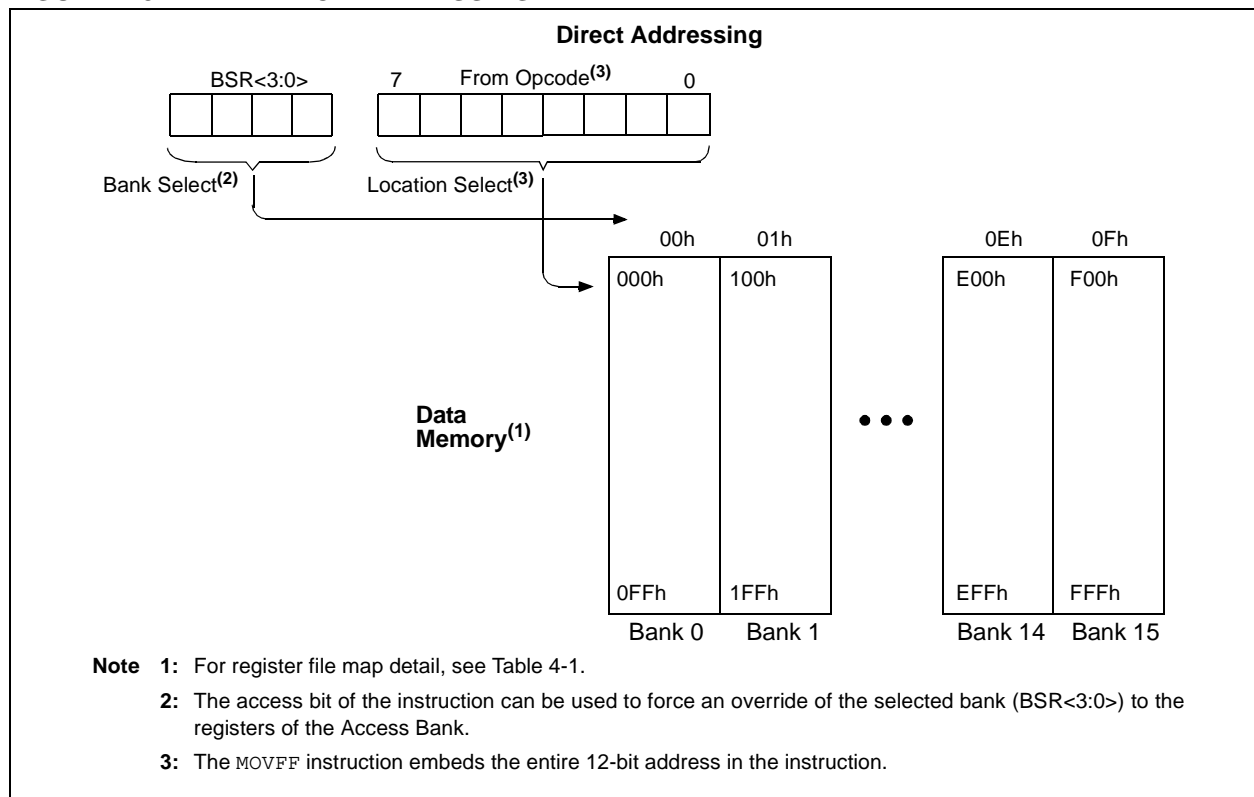 Direct Addressing
BSR<3:0>
7 From Opcode(3) 0
Bank Select(2)
Location Select(3)
00h 01h 0Eh 0Fh
000h 100h E00h F00h
Data
Memory(1)
0FFh 1FFh EFFh FFFh
Bank 0 Bank 1 Bank 14 Bank 15
Note 1: For register file map detail, see Table 4-1.
2: The access bit of the instruction can be used to force an override of the selected bank (BSR<3:0>) to the
registers of the Access Bank.
3: The MOVFF instruction embeds the entire 12-bit address in the instruction.